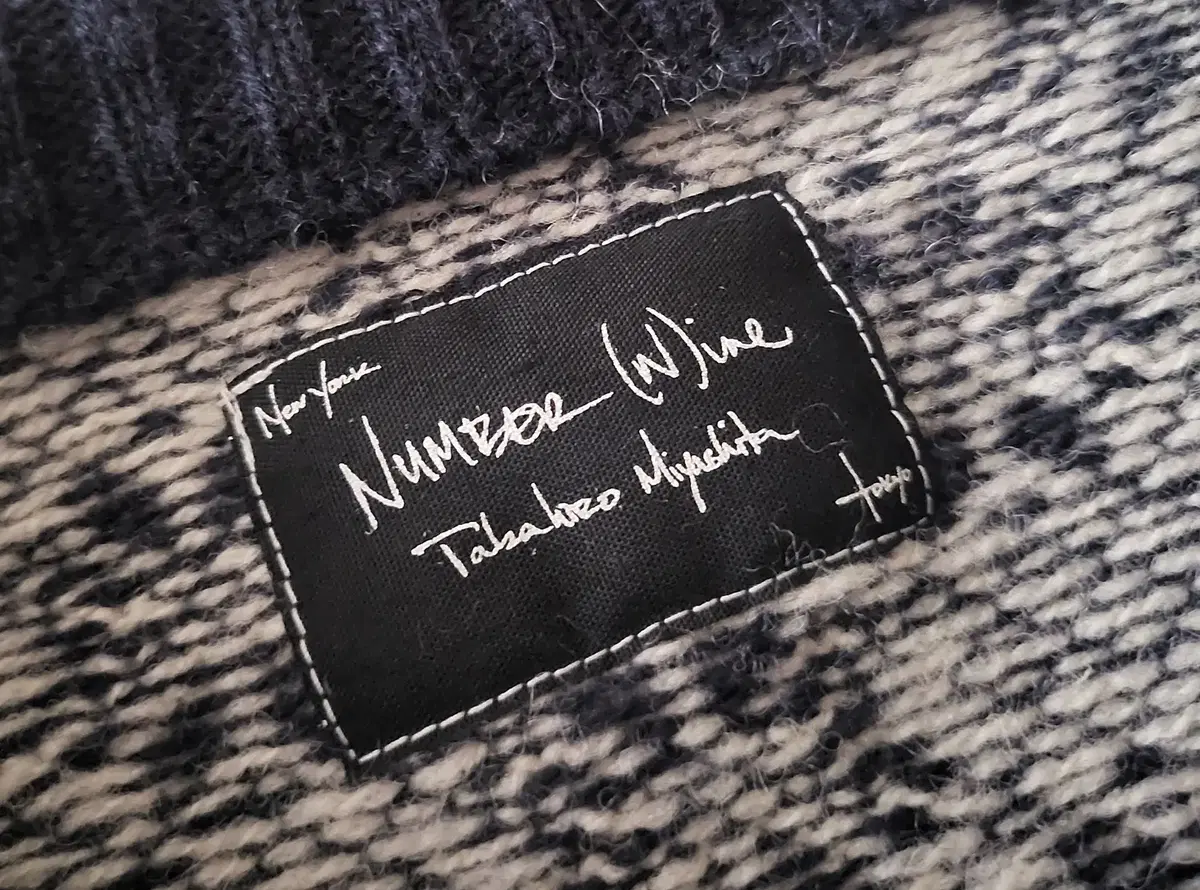 New York
NUMBER (N)ine
Takahiro Miyashita
tokyo